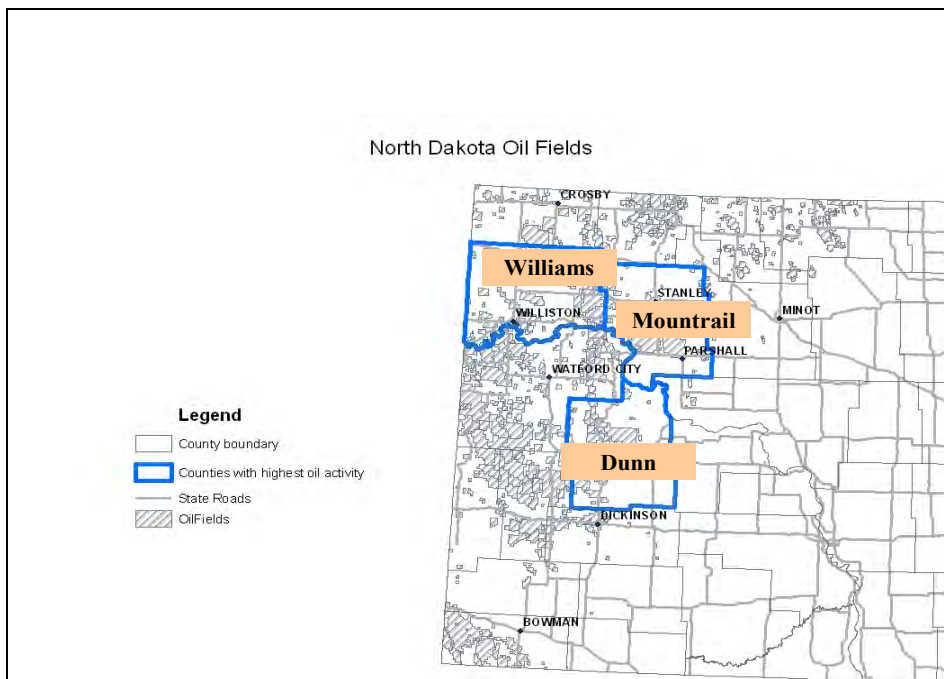 North Dakota Oil Fields
CROSBY
Williams
STANLEY
WILLISTON
Mountrail
MINOT
PARSHALL
WATFORD CITY
Legend
County boundary
Counties with highest oil activity
State Roads
OilFields
Dunn
DICKINSON
BOWMAN